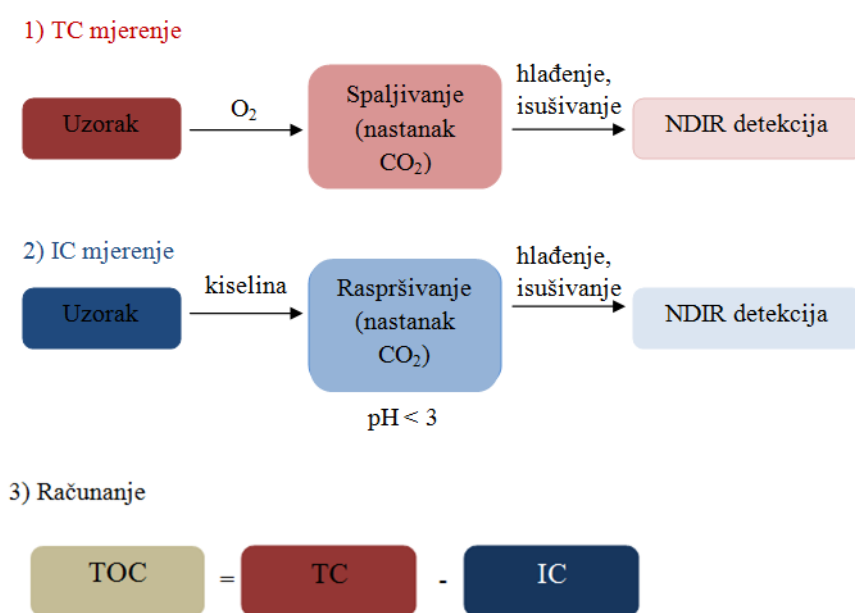 1) TC mjerenje
Uzorak
O₂
Spaljivanje
(nastanak
CO₂)
hlađenje,
isušivanje
NDIR detekcija
2) IC mjerenje
Uzorak
kiselina
Raspršivanje
(nastanak
CO₂)
pH < 3
hlađenje,
isušivanje
NDIR detekcija
3) Računanje
TOC = TC - IC